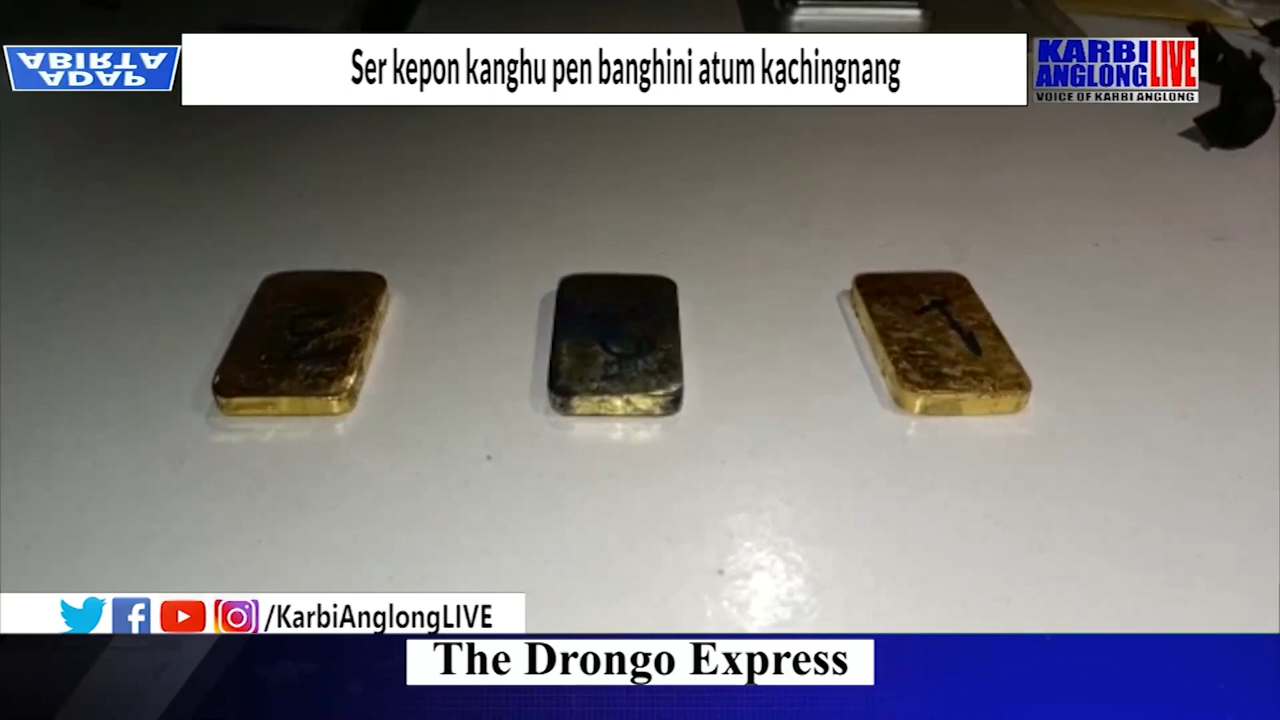 ABIRTA
ADAP
Ser kepon kanghu pen banghini atum kachingnang
KARBI
ANGLONG LIVE
VOICE OF KARBI ANGLONG
/KarbiAnglongLIVE
The Drongo Express